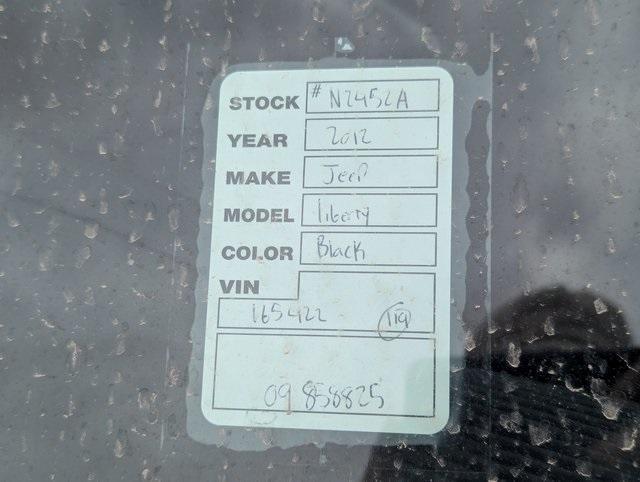 STOCK # N2452A
YEAR 2012
MAKE Jeep
MODEL liberty
COLOR Black
VIN
165422
09 858825